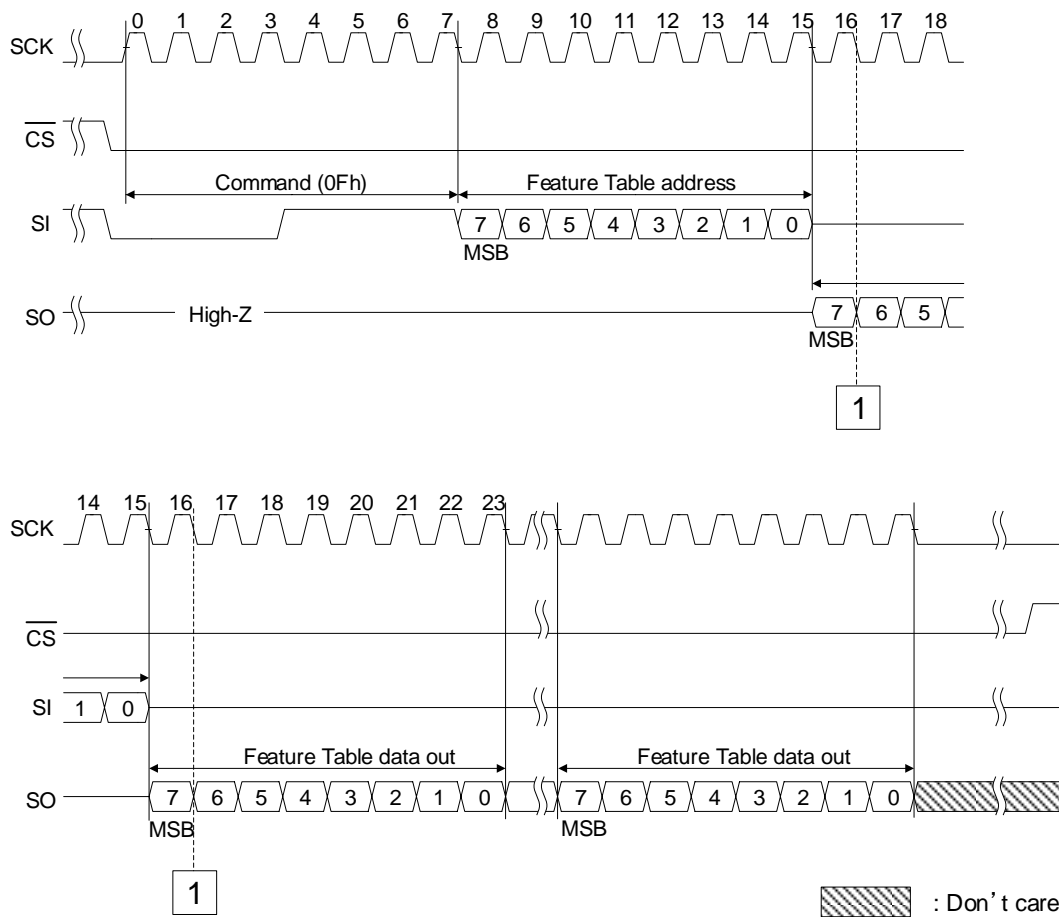 0 1 2 3 4 5 6 7 8 9 10 11 12 13 14 15 16 17 18
SCK
CS
Command (0Fh) Feature Table address
SI 7 6 5 4 3 2 1 0
MSB
SO High-Z 7 6 5
MSB
1
14 15 16 17 18 19 20 21 22 23
SCK
CS
SI 1 0
Feature Table data out Feature Table data out
SO 7 6 5 4 3 2 1 0 7 6 5 4 3 2 1 0
MSB MSB
1
: Don't care